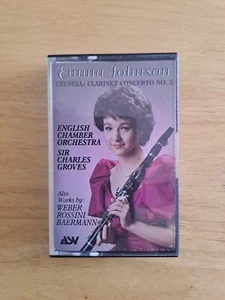 Emma Johnson
CRUSELL: CLARINET CONCERTO NO. 2
ENGLISH
CHAMBER
ORCHESTRA
SIR
CHARLES
GROVES
Also
Works by:
WEBER
ROSSINI
BAERMANN
ASV